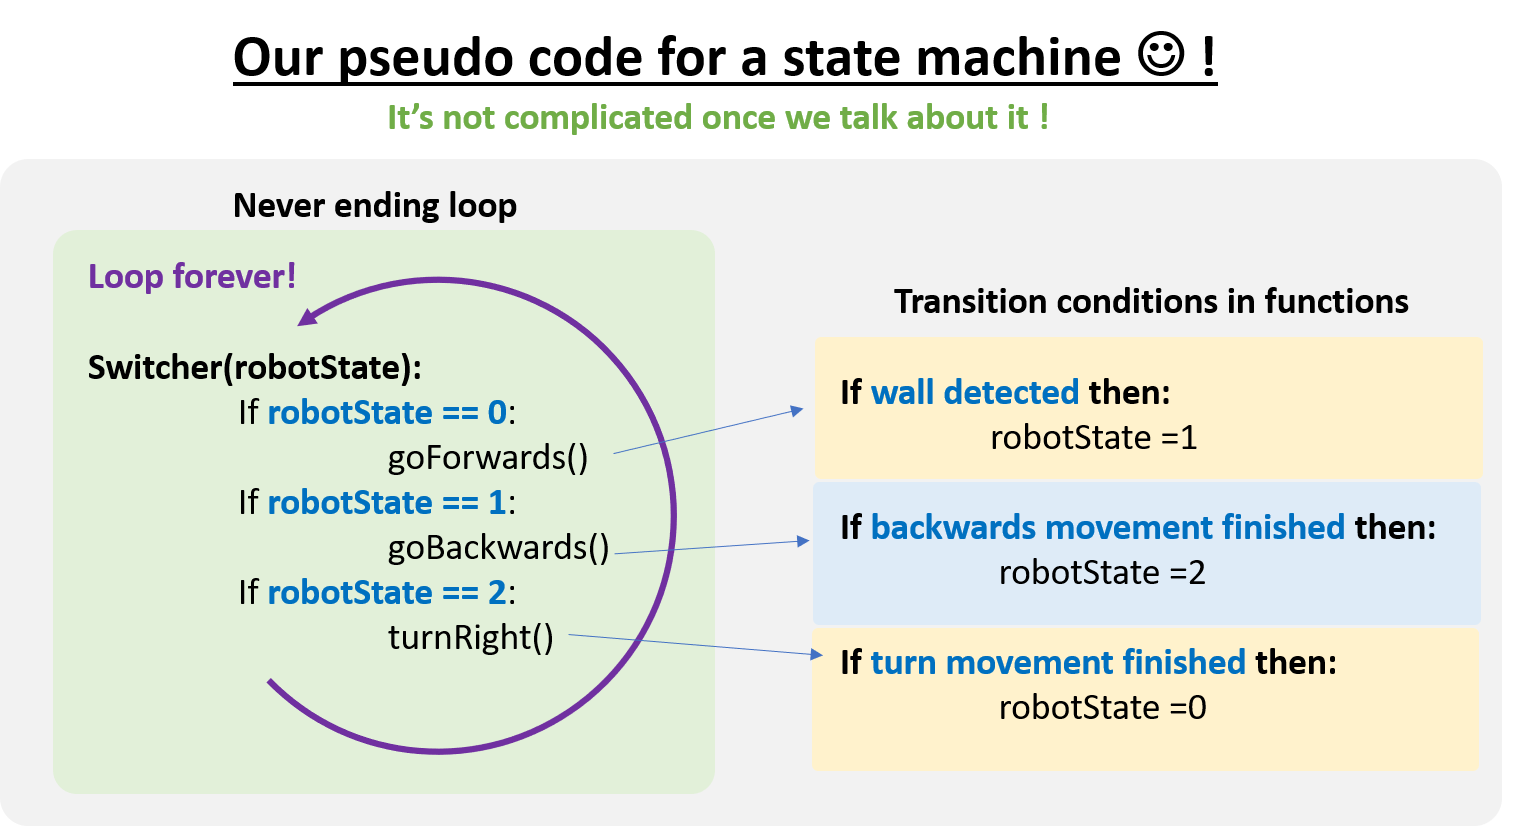 Our pseudo code for a state machine ☺ !
It's not complicated once we talk about it !
Never ending loop
Loop forever!
Switcher(robotState):
If robotState == 0:
goForwards()
If robotState == 1:
goBackwards()
If robotState == 2:
turnRight()
Transition conditions in functions
If wall detected then:
robotState =1
If backwards movement finished then:
robotState =2
If turn movement finished then:
robotState =0